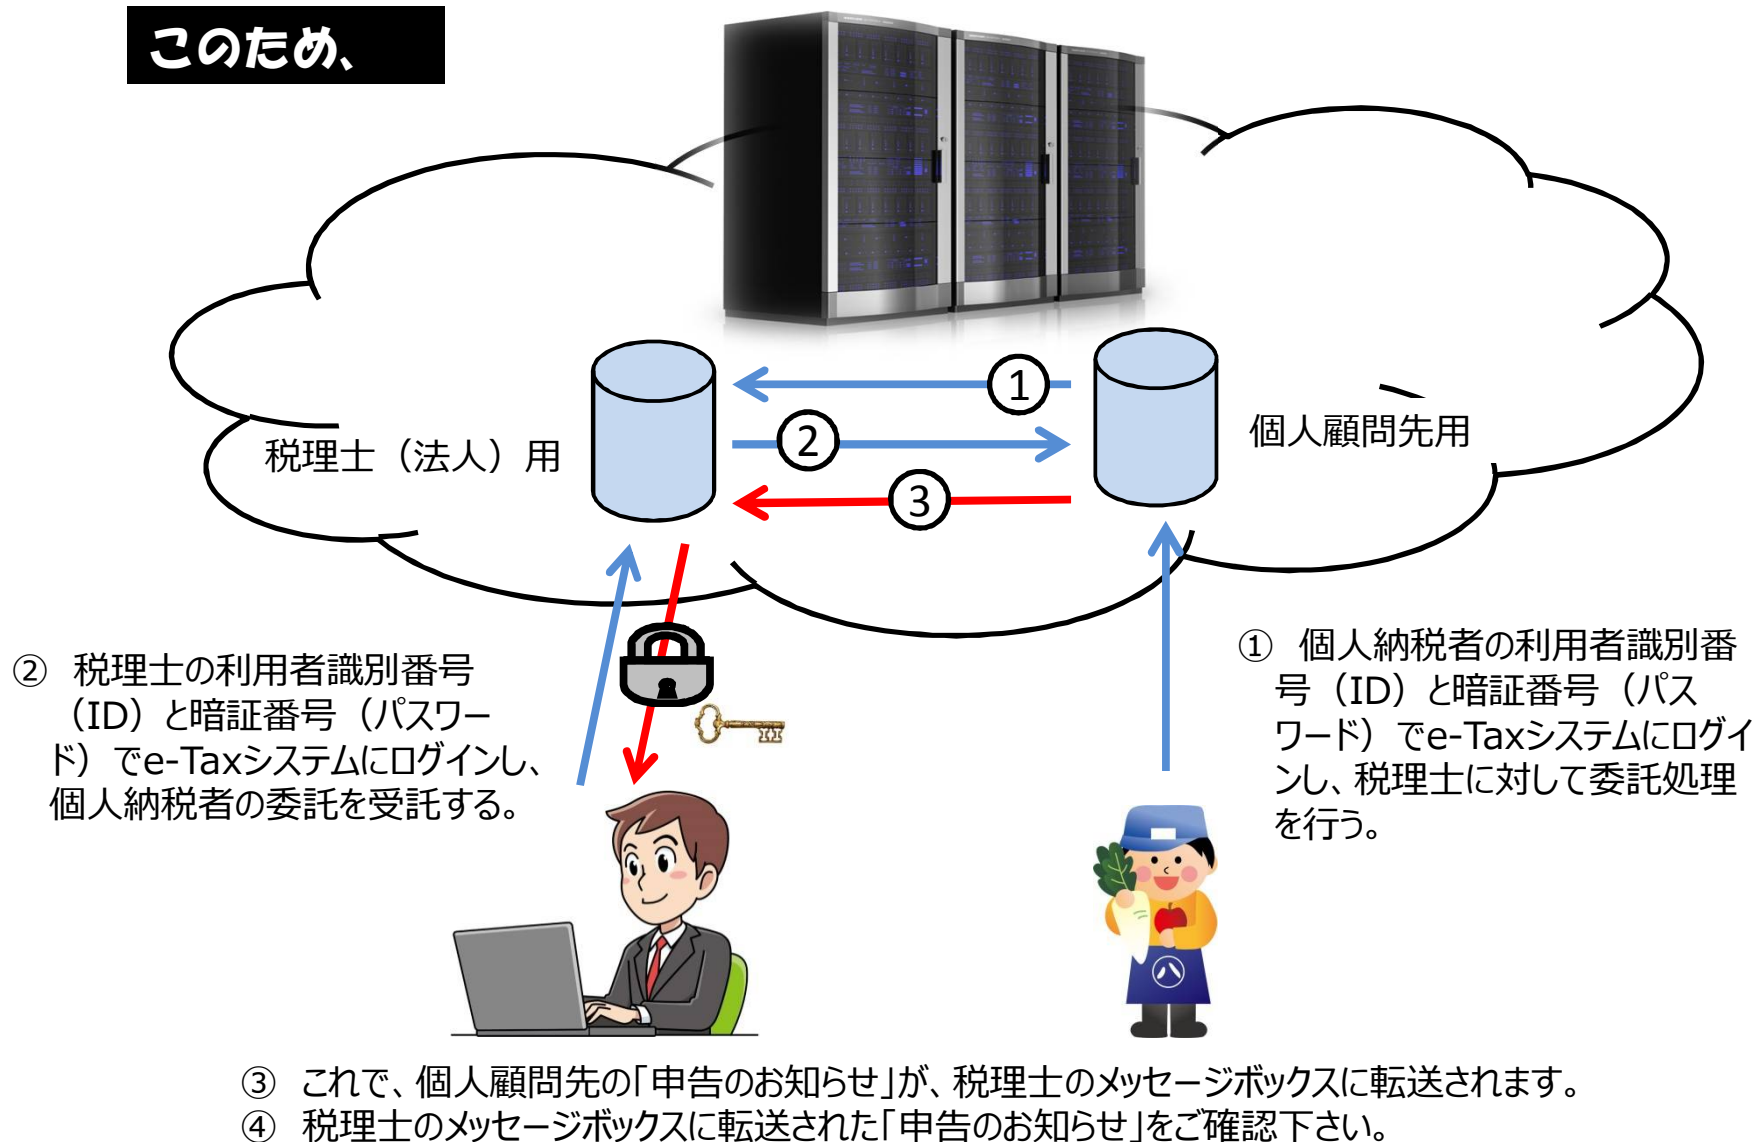 このため、
①
税理士（法人）用
②
個人顧問先用
③
② 税理士の利用者識別番号
（ID）と暗証番号（パスワー
ド）でe-Taxシステムにログインし、
個人納税者の委託を受託する。
① 個人納税者の利用者識別番
号（ID）と暗証番号（パス
ワード）でe-Taxシステムにログイ
ンし、税理士に対して委託処理
を行う。
③ これで、個人顧問先の「申告のお知らせ」が、税理士のメッセージボックスに転送されます。
④ 税理士のメッセージボックスに転送された「申告のお知らせ」をご確認下さい。